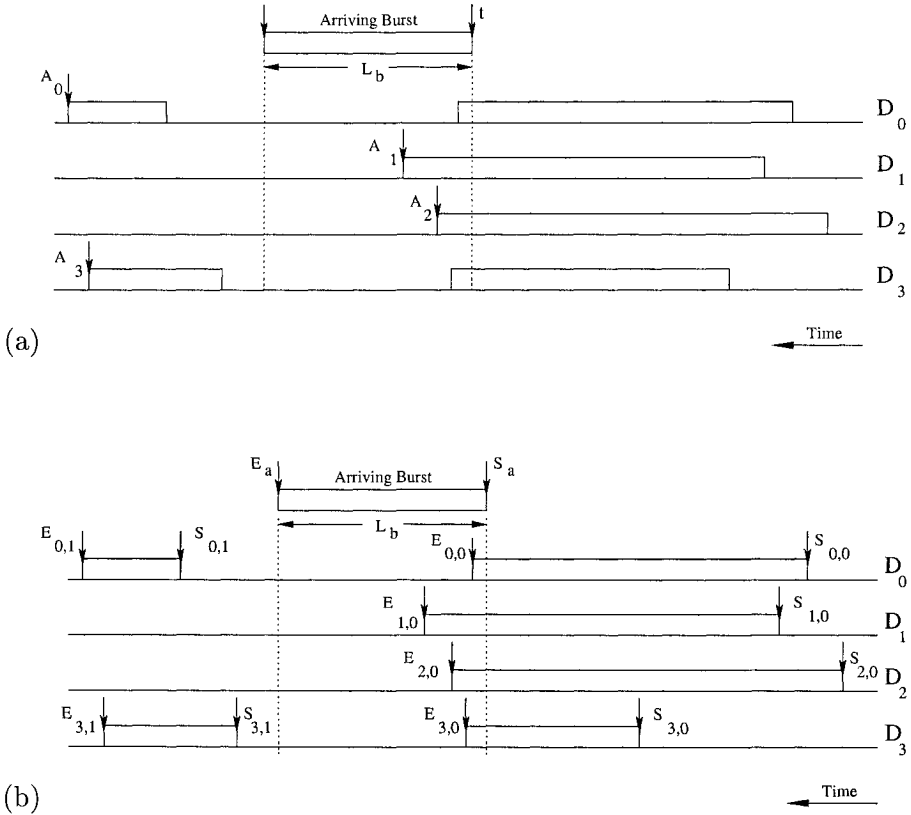 Arriving Burst
t
L b
A 0
D 0
A 1
D 1
A 2
D 2
A 3
D 3
(a)
Time
E a
Arriving Burst
S a
L b
E 0,1
S 0,1
E 0,0
S 0,0
D 0
E 1,0
S 1,0
D 1
E 2,0
S 2,0
D 2
E 3,1
S 3,1
E 3,0
S 3,0
D 3
(b)
Time